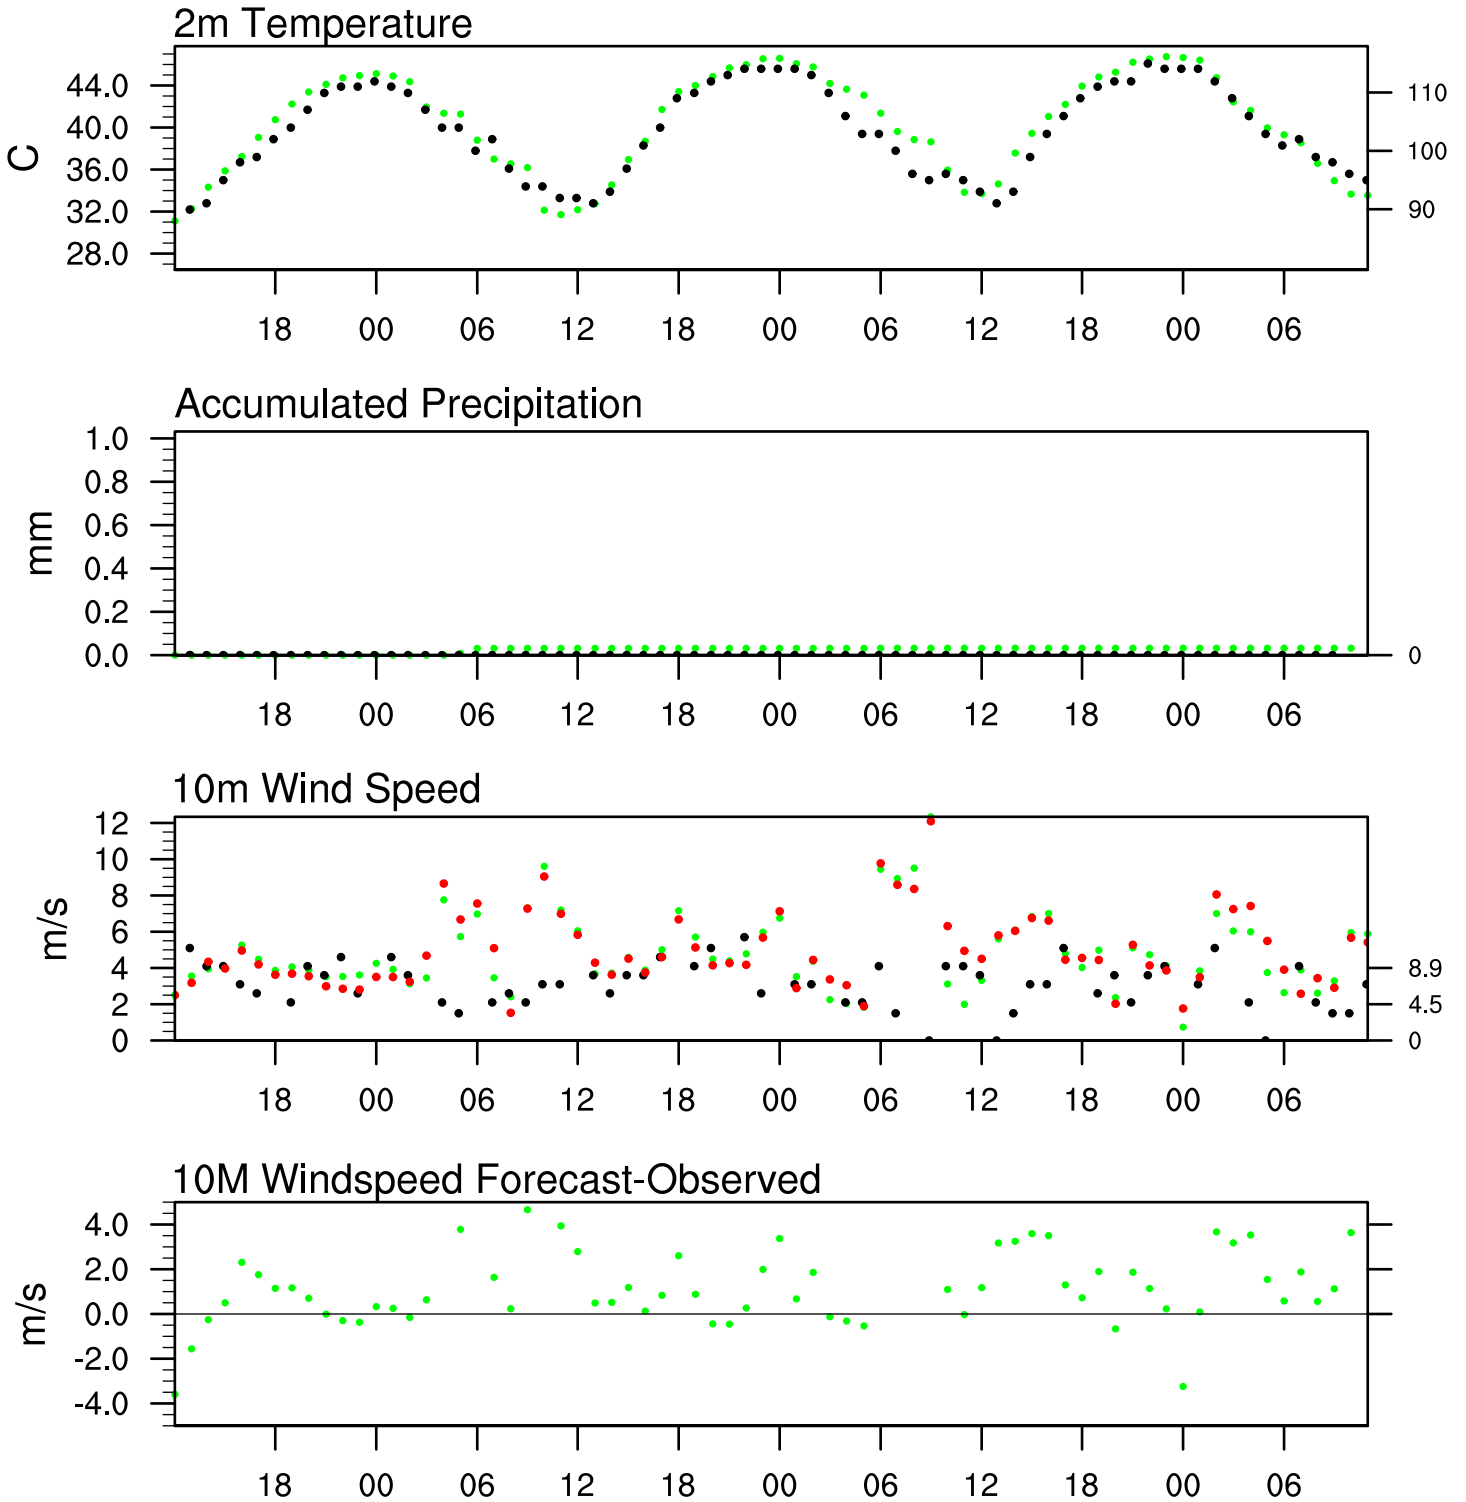 2m Temperature
44.0
40.0
36.0
32.0
28.0
C
110
100
90
18 00 06 12 18 00 06 12 18 00 06
Accumulated Precipitation
1.0
0.8
0.6
0.4
0.2
0.0
mm
0
18 00 06 12 18 00 06 12 18 00 06
10m Wind Speed
12
10
8
6
4
2
0
m/s
8.9
4.5
0
18 00 06 12 18 00 06 12 18 00 06
10M Windspeed Forecast-Observed
4.0
2.0
0.0
-2.0
-4.0
m/s
18 00 06 12 18 00 06 12 18 00 06